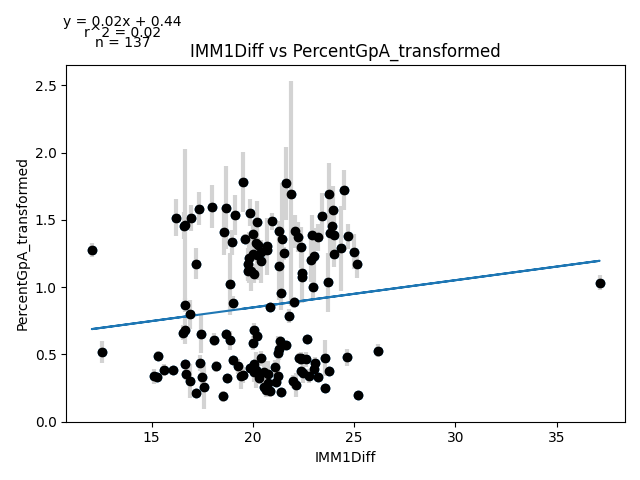 y = 0.02x + 0.44
r^2 = 0.02
n = 137
IMM1Diff vs PercentGpA_transformed
PercentGpA_transformed
2.5
2.0
1.5
1.0
0.5
0.0
15 20 25 30 35
IMM1Diff